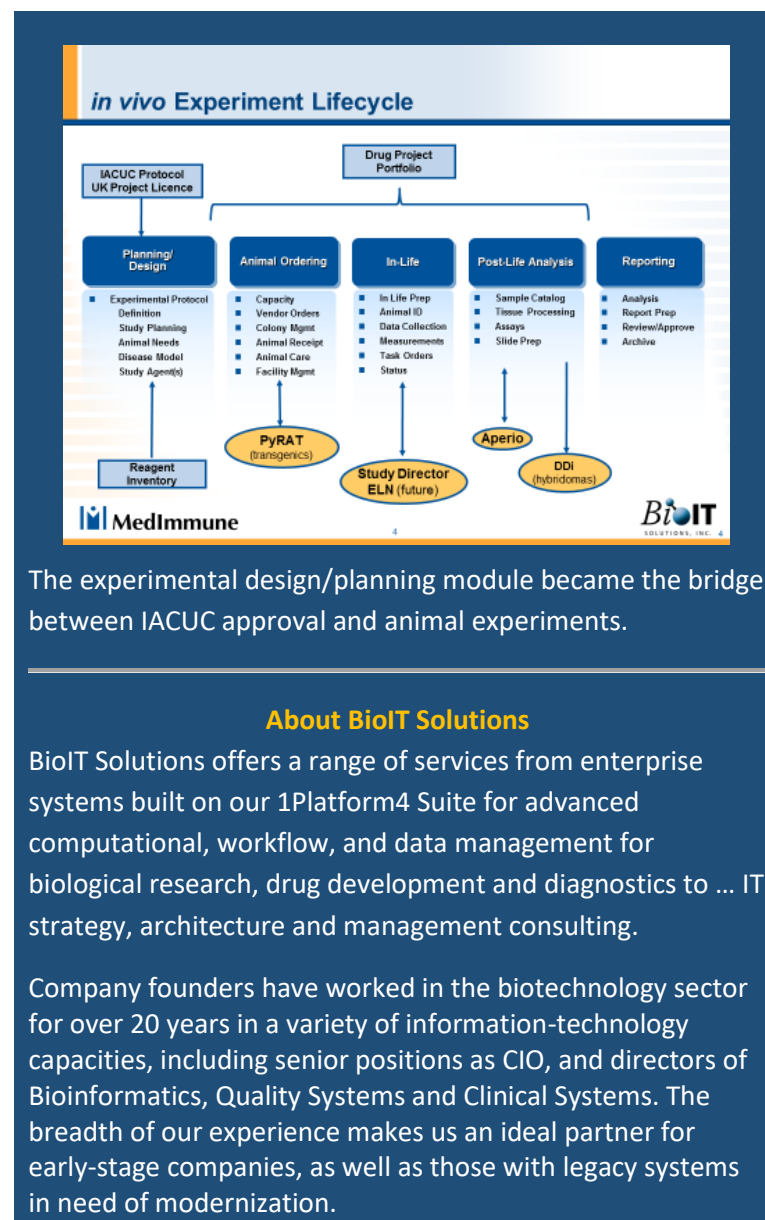 in vivo Experiment Lifecycle
Drug Project
Portfolio
IACUC Protocol
UK Project Licence
Planning/
Design
Experimental Protocol
Definition
Study Planning
Animal Needs
Disease Model
Study Agent(s)
Reagent
Inventory
Animal Ordering
Capacity
Vendor Orders
Colony Mgmt
Animal Receipt
Animal Care
Facility Mgmt
PyRAT
(transgenics)
In-Life
In Life Prep
Animal ID
Data Collection
Measurements
Task Orders
Status
Study Director
ELN (future)
Post-Life Analysis
Sample Catalog
Tissue Processing
Assays
Slide Prep
Aperio
DDi
(hybridomas)
Reporting
Analysis
Report Prep
Review/Approve
Archive
MedImmune
4
BioIT
SOLUTIONS, INC. 4
The experimental design/planning module became the bridge
between IACUC approval and animal experiments.
About BioIT Solutions
BioIT Solutions offers a range of services from enterprise
systems built on our 1Platform4 Suite for advanced
computational, workflow, and data management for
biological research, drug development and diagnostics to … IT
strategy, architecture and management consulting.
Company founders have worked in the biotechnology sector
for over 20 years in a variety of information-technology
capacities, including senior positions as CIO, and directors of
Bioinformatics, Quality Systems and Clinical Systems. The
breadth of our experience makes us an ideal partner for
early-stage companies, as well as those with legacy systems
in need of modernization.